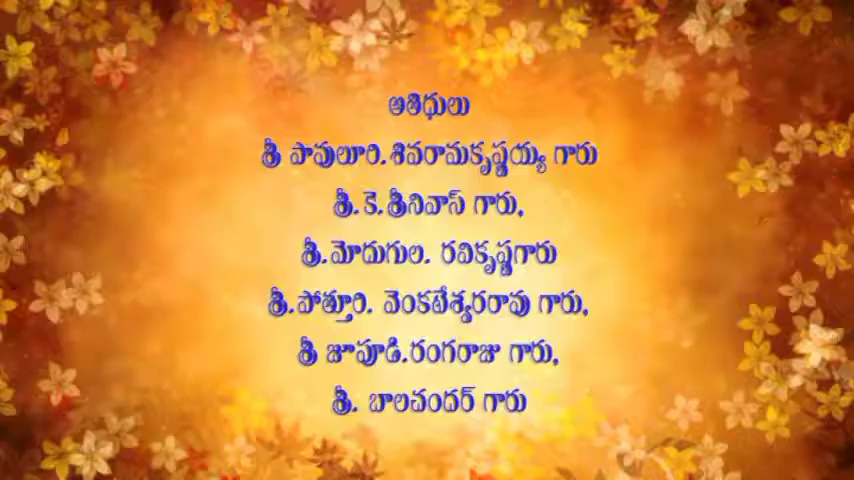 అతిధులు
శ్రీ పావులూరి.శివరామకృష్ణయ్య గారు
శ్రీ.కె.శ్రీనివాస్ గారు,
శ్రీ.మోదుగుల. రవికృష్ణగారు
శ్రీ.పోత్తూరి. వెంకటేశ్వరరావు గారు,
శ్రీ జూపూడి.రంగరాజు గారు,
శ్రీ. బాలచందర్ గారు